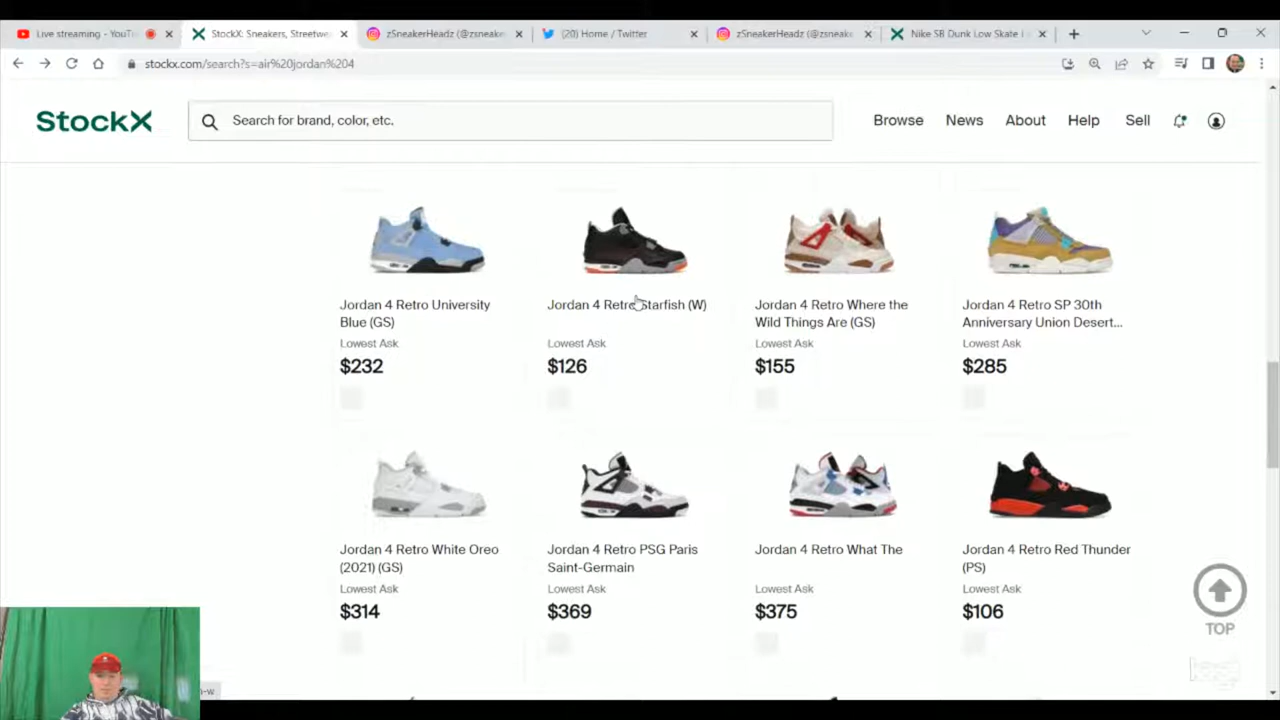 Live streaming - YouTu
StockX: Sneakers, Streetwe
zSneakerHeadz (@zsneake
(20) Home / Twitter
zSneakerHeadz (@zsneake
Nike SB Dunk Low Skate
stockx.com/search?s=air%20jordan%204
StockX
Search for brand, color, etc.
Browse
News
About
Help
Sell
Jordan 4 Retro University
Blue (GS)
Lowest Ask
$232
Jordan 4 Retro Starfish (W)
Lowest Ask
$126
Jordan 4 Retro Where the
Wild Things Are (GS)
Lowest Ask
$155
Jordan 4 Retro SP 30th
Anniversary Union Desert...
Lowest Ask
$285
Jordan 4 Retro White Oreo
(2021) (GS)
Lowest Ask
$314
Jordan 4 Retro PSG Paris
Saint-Germain
Lowest Ask
$369
Jordan 4 Retro What The
Lowest Ask
$375
Jordan 4 Retro Red Thunder
(PS)
Lowest Ask
$106
TOP
n-w